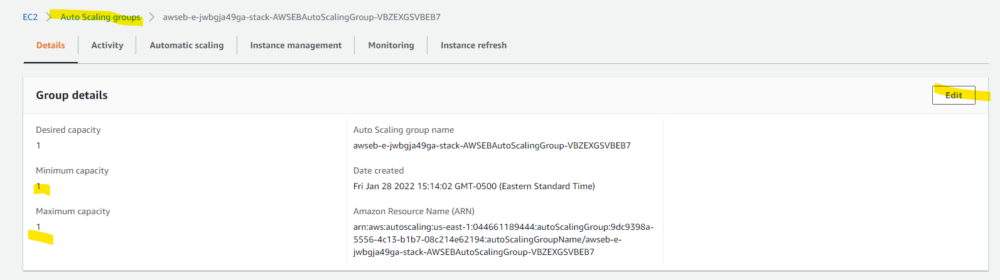 EC2 > Auto Scaling groups > awseb-e-jwbgja49ga-stack-AWSEBAutoScalingGroup-VBZEXGSVBEB7
Details Activity Automatic scaling Instance management Monitoring Instance refresh
Group details
Edit
Desired capacity
1
Minimum capacity
1
Maximum capacity
1
Auto Scaling group name
awseb-e-jwbgja49ga-stack-AWSEBAutoScalingGroup-VBZEXGSVBEB7
Date created
Fri Jan 28 2022 15:14:02 GMT-0500 (Eastern Standard Time)
Amazon Resource Name (ARN)
arn:aws:autoscaling:us-east-1:044661189444:autoScalingGroup:9dc9398a-
5556-4c13-b1b7-08c214e62194:autoScalingGroupName/awseb-e-
jwbgja49ga-stack-AWSEBAutoScalingGroup-VBZEXGSVBEB7